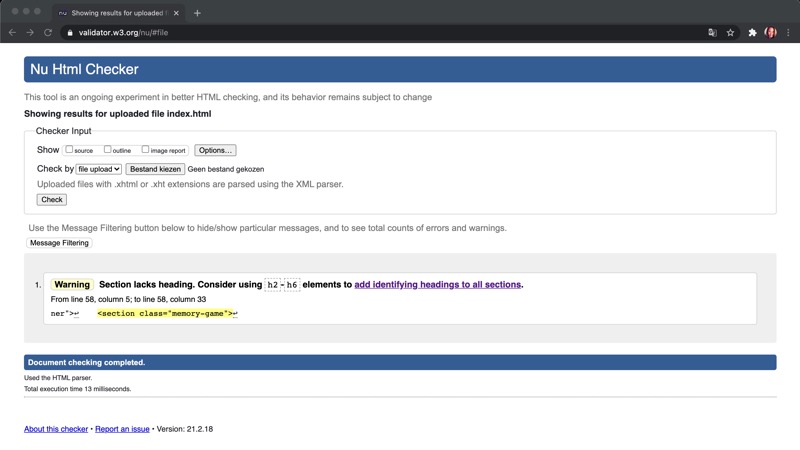 nu Showing results for uploaded f
validator.w3.org/nu/#file
Nu Html Checker
This tool is an ongoing experiment in better HTML checking, and its behavior remains subject to change
Showing results for uploaded file index.html
Checker Input
Show source outline image report Options...
Check by file upload Bestand kiezen Geen bestand gekozen
Uploaded files with .xhtml or .xht extensions are parsed using the XML parser.
Check
Use the Message Filtering button below to hide/show particular messages, and to see total counts of errors and warnings.
Message Filtering
1. Warning Section lacks heading. Consider using h2-h6 elements to add identifying headings to all sections.
From line 58, column 5; to line 58, column 33
ner">↩ <section class="memory-game">↩
Document checking completed.
Used the HTML parser.
Total execution time 13 milliseconds.
About this checker • Report an issue • Version: 21.2.18